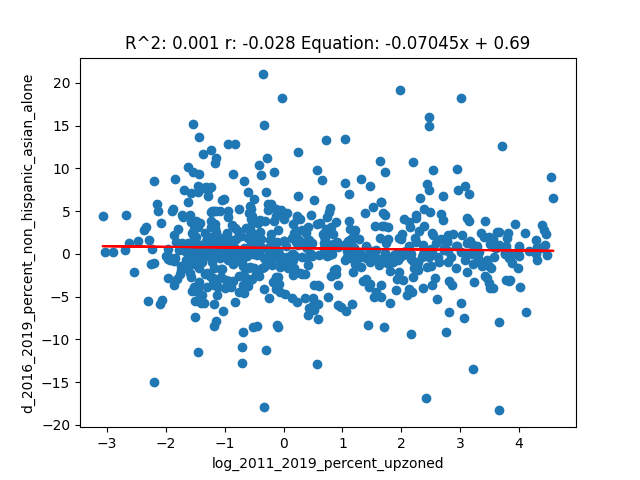 R^2: 0.001 r: -0.028 Equation: -0.07045x + 0.69
d_2016_2019_percent_non_hispanic_asian_alone
20
15
10
5
0
−5
−10
−15
−20
−3 −2 −1 0 1 2 3 4
log_2011_2019_percent_upzoned